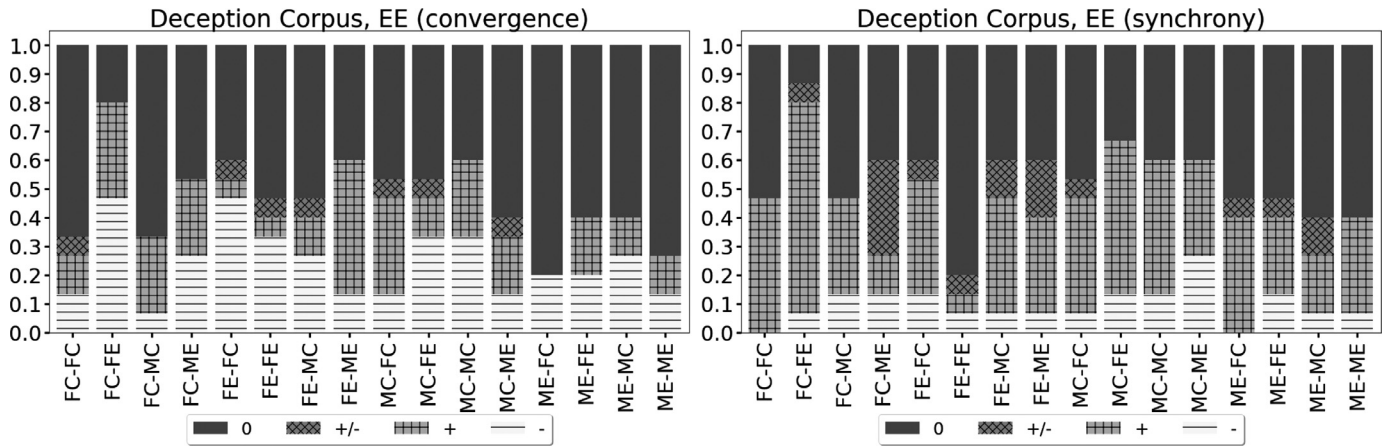 Deception Corpus, EE (convergence)
1.0
0.9
0.8
0.7
0.6
0.5
0.4
0.3
0.2
0.1
0.0
FC-FC
FC-FE
FC-MC
FC-ME
FE-FC
FE-FE
FE-MC
FE-ME
MC-FC
MC-FE
MC-MC
MC-ME
ME-FC
ME-FE
ME-MC
ME-ME
0 +/- + -
Deception Corpus, EE (synchrony)
1.0
0.9
0.8
0.7
0.6
0.5
0.4
0.3
0.2
0.1
0.0
FC-FC
FC-FE
FC-MC
FC-ME
FE-FC
FE-FE
FE-MC
FE-ME
MC-FC
MC-FE
MC-MC
MC-ME
ME-FC
ME-FE
ME-MC
ME-ME
0 +/- + -